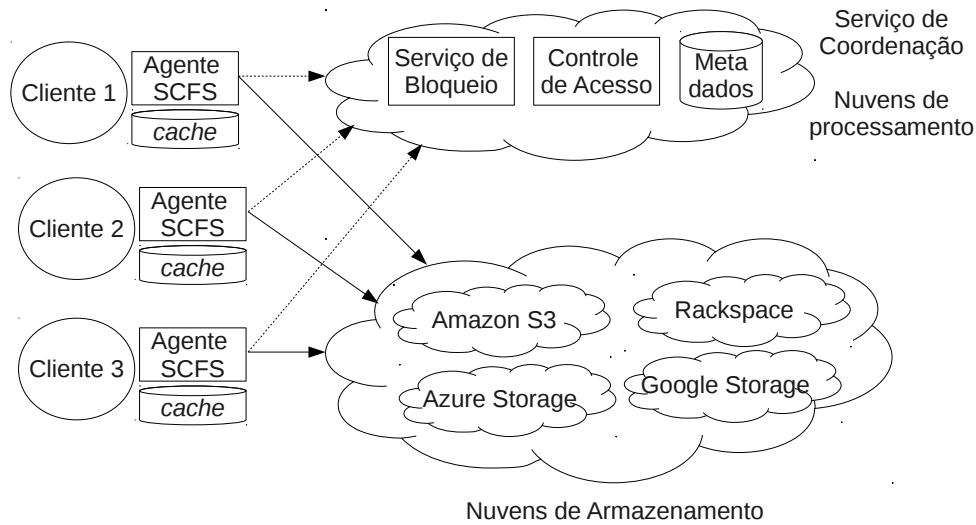 Cliente 1
Agente
SCFS
cache
Cliente 2
Agente
SCFS
cache
Cliente 3
Agente
SCFS
cache
Serviço de
Bloqueio
Controle
de Acesso
Meta
dados
Serviço de
Coordenação
Nuvens de
processamento
Amazon S3
Rackspace
Azure Storage
Google Storage
Nuvens de Armazenamento